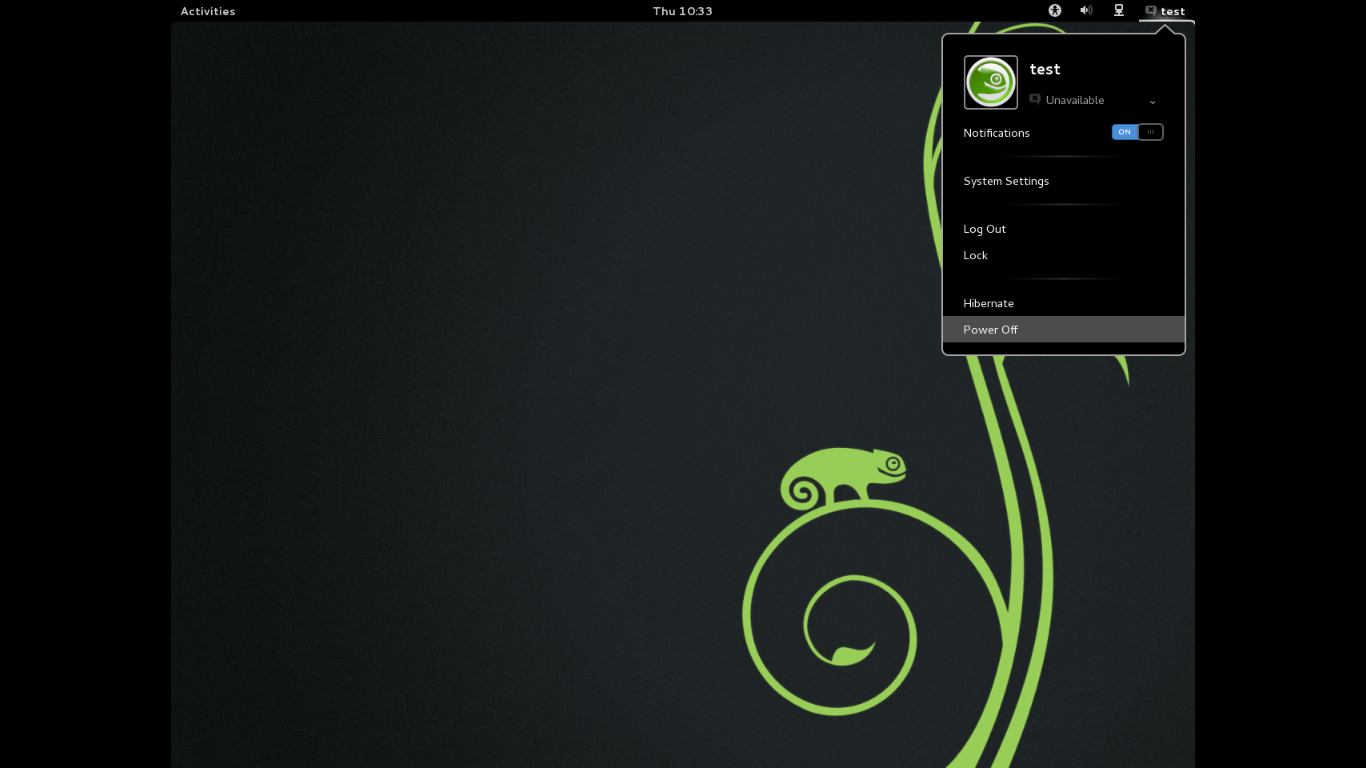 Activities
Thu 10:33
test
test
Unavailable
Notifications
ON
System Settings
Log Out
Lock
Hibernate
Power Off